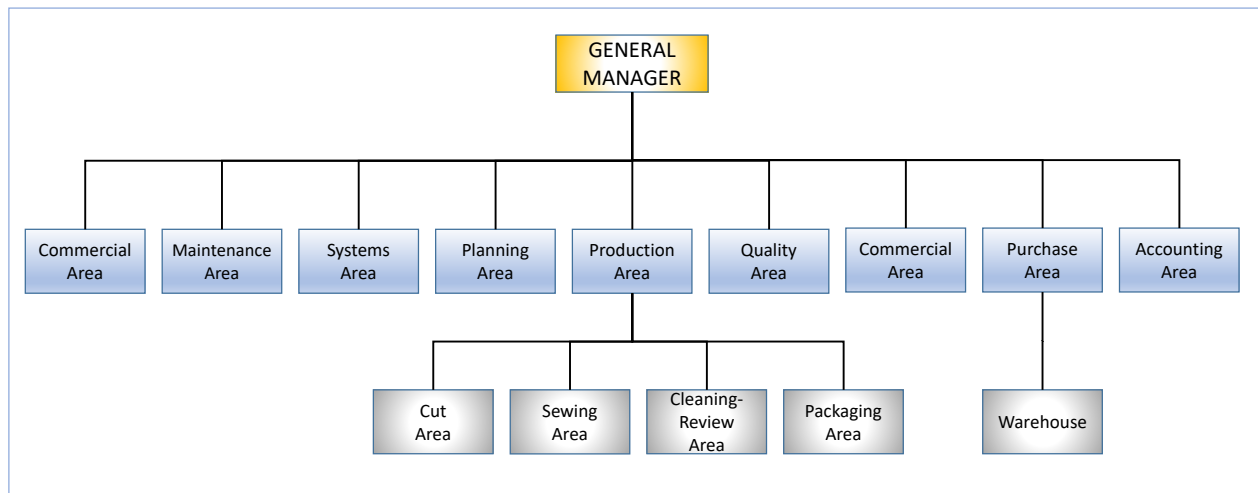 GENERAL
MANAGER
Commercial
Area
Maintenance
Area
Systems
Area
Planning
Area
Production
Area
Quality
Area
Commercial
Area
Purchase
Area
Accounting
Area
Cut
Area
Sewing
Area
Cleaning-
Review
Area
Packaging
Area
Warehouse